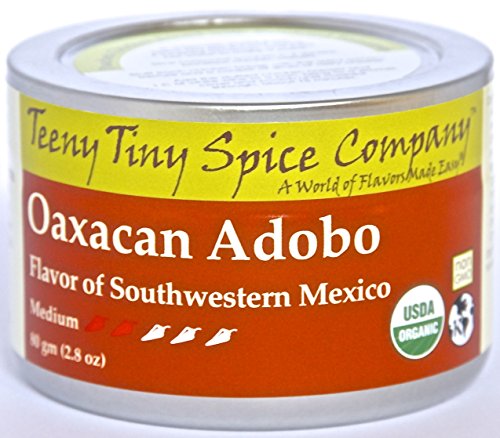 Teeny Tiny Spice Company™
A World of Flavors Made Easy
Oaxacan Adobo
Flavor of Southwestern Mexico
Medium
80 gm (2.8 oz)
USDA
ORGANIC
non
GMO